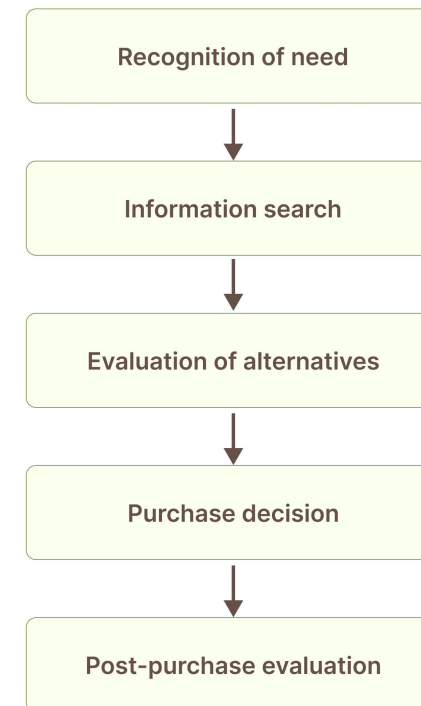 Recognition of need
Information search
Evaluation of alternatives
Purchase decision
Post-purchase evaluation